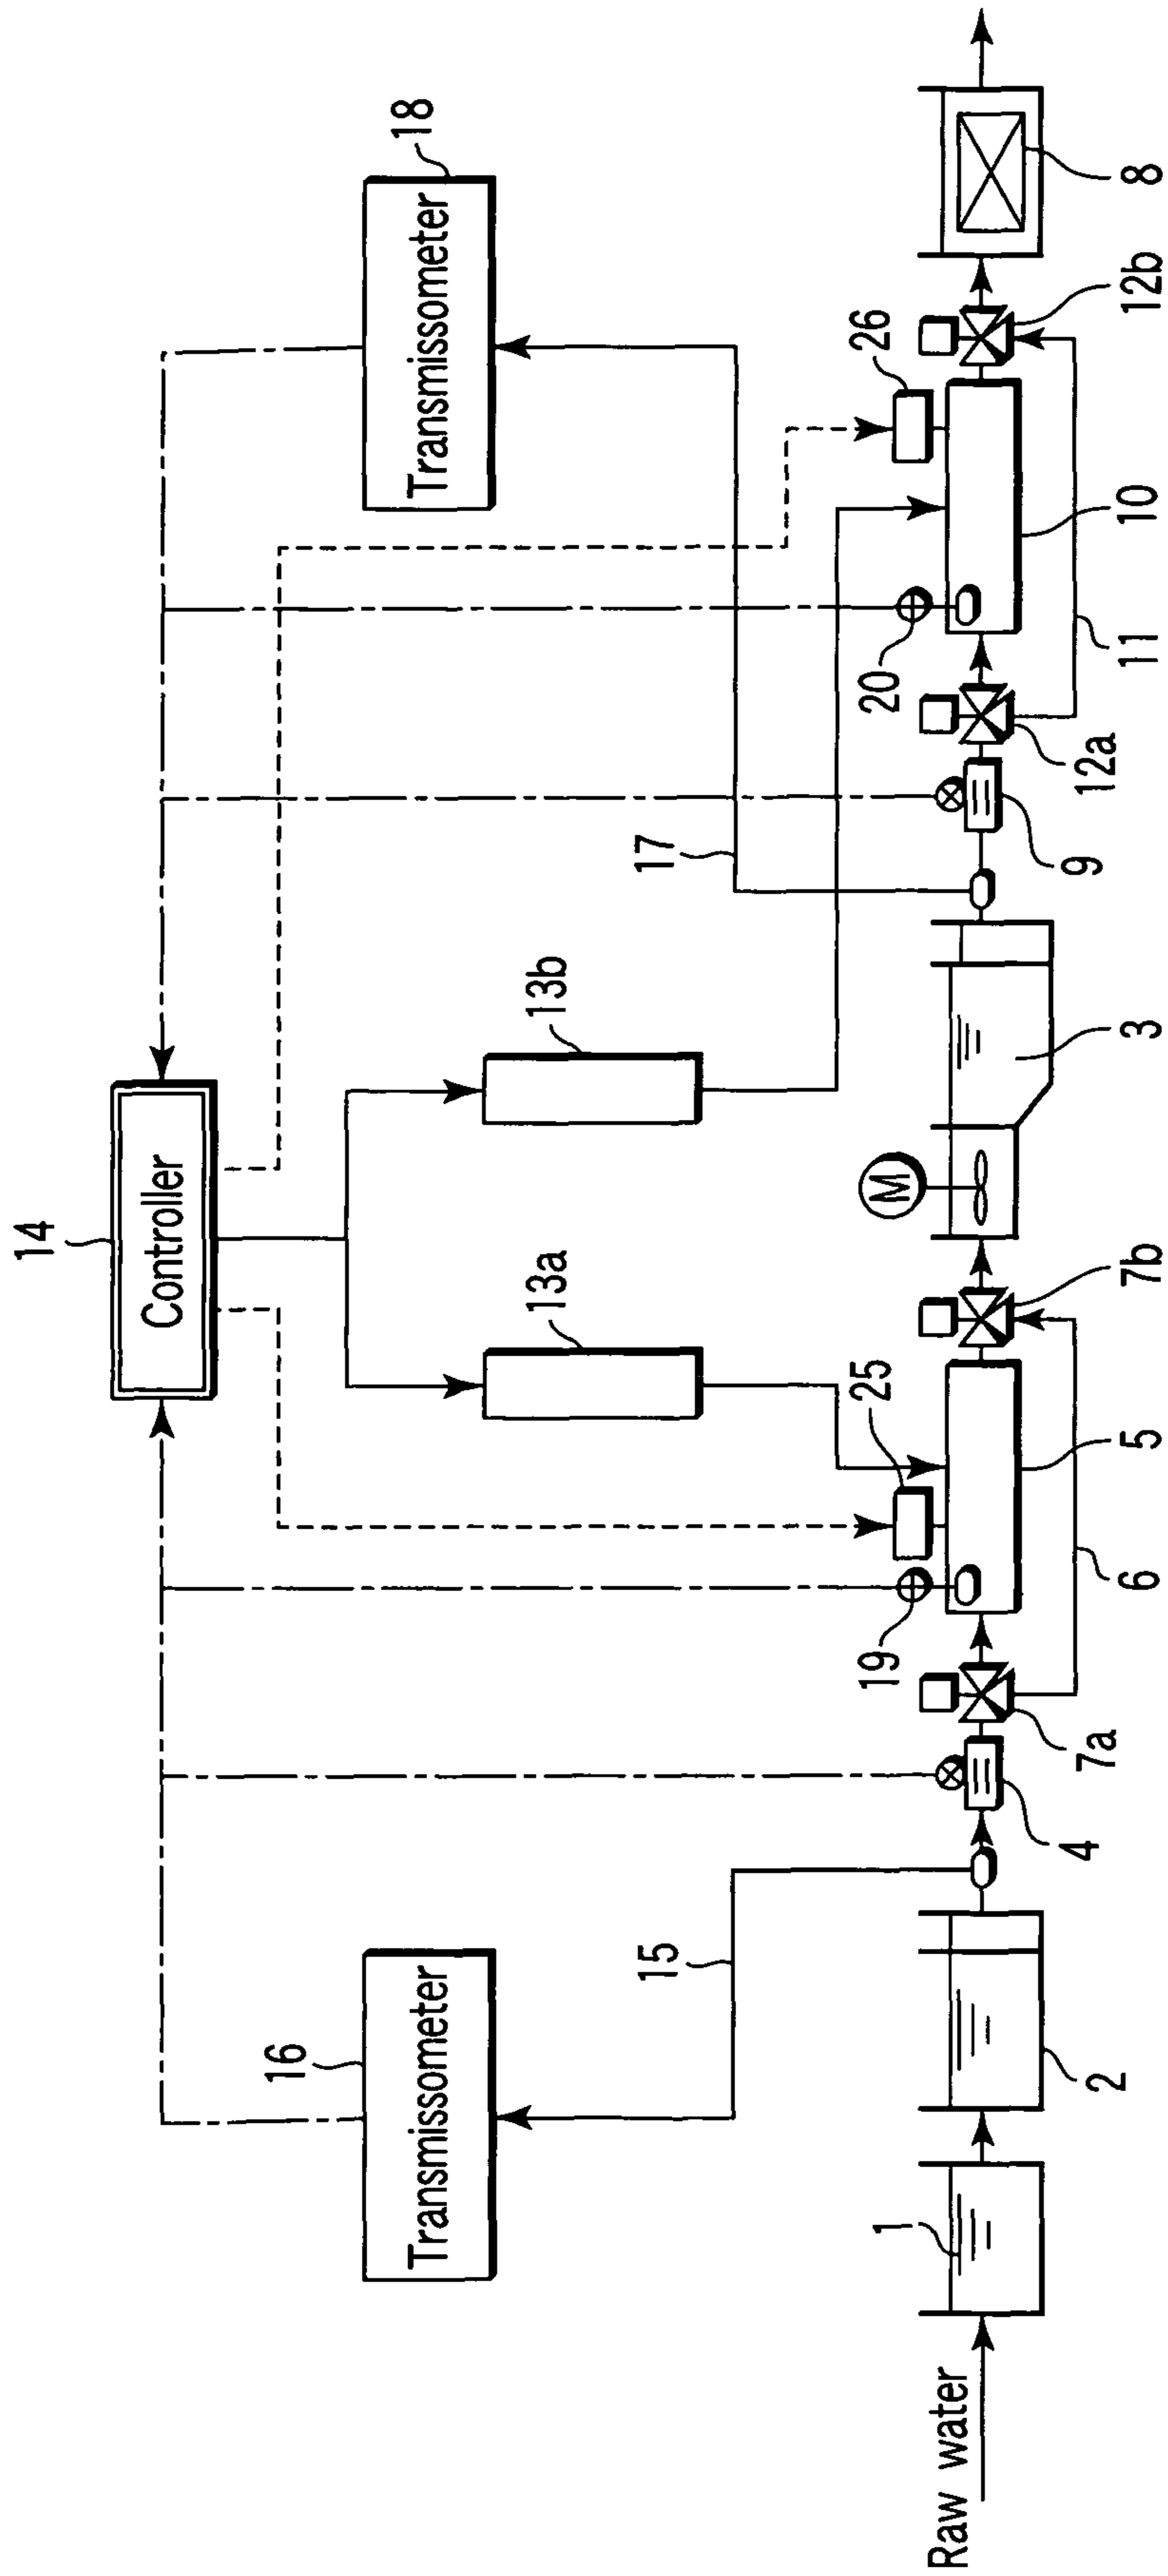 14
Controller
16
Transmissometer
18
Transmissometer
13a
13b
15
17
19
25
20
26
M
Raw water
1
2
4
7a
6
5
7b
3
9
12a
11
10
12b
8